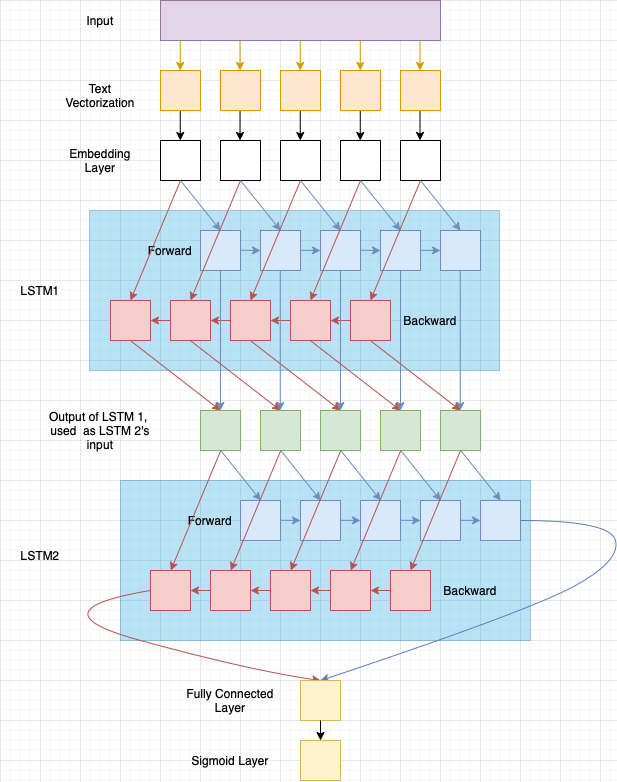 Input
Text
Vectorization
Embedding
Layer
Forward
LSTM1
Backward
Output of LSTM 1,
used as LSTM 2's
input
Forward
LSTM2
Backward
Fully Connected
Layer
Sigmoid Layer